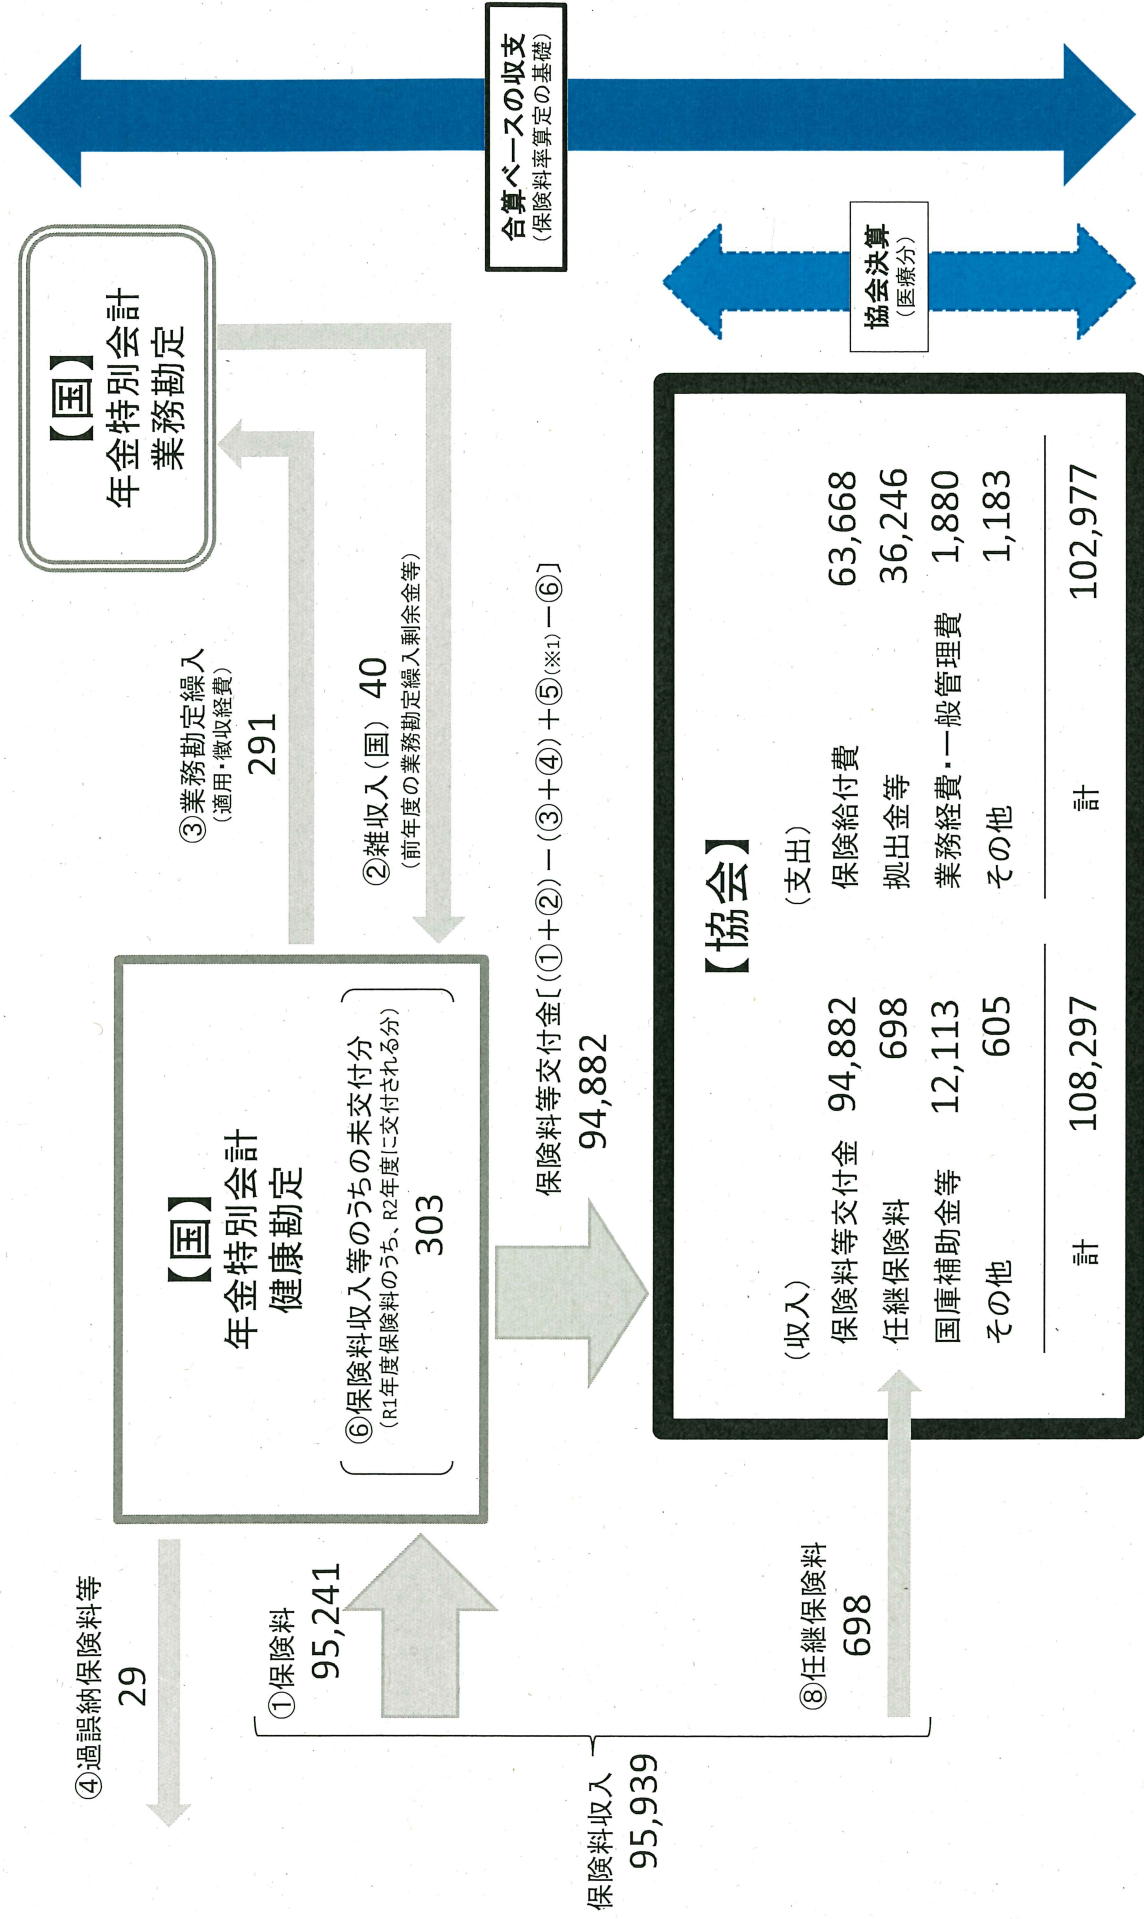 ④過誤納保険料等
29
【国】
年金特別会計
健康勘定
【国】
年金特別会計
業務勘定
③業務勘定繰入
(適用・徴収経費)
291
①保険料
95,241
⑥保険料収入等のうちの未交付分
(R1年度保険料のうち、R2年度に交付される分)
303
②雑収入(国) 40
(前年度の業務勘定繰入剰余金等)
保険料等交付金[(①+②)-(③+④)+⑤(※1)-⑥]
94,882
保険料収入
95,939
合算ベースの収支
(保険料率算定の基礎)
⑧任継保険料
698
【協会】
(収入)
保険料等交付金 94,882
任継保険料 698
国庫補助金等 12,113
その他 605
計 108,297
(支出)
保険給付費 63,668
拠出金等 36,246
業務経費・一般管理費 1,880
その他 1,183
計 102,977
協会決算
(医療分)